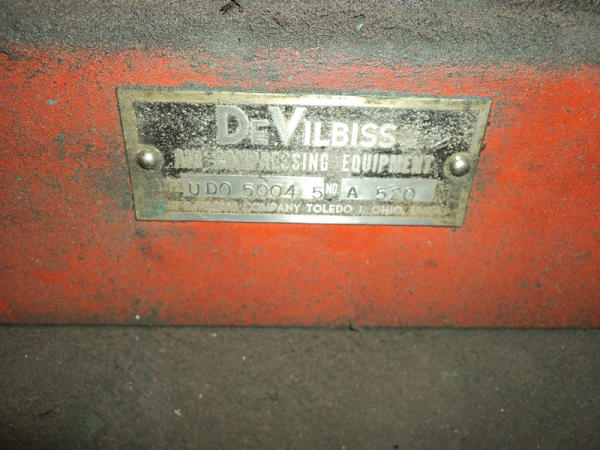 DEVILBISS
AIR COMPRESSING EQUIPMENT
UDO 5004 5 NO A 520
COMPANY TOLEDO 1, OHIO